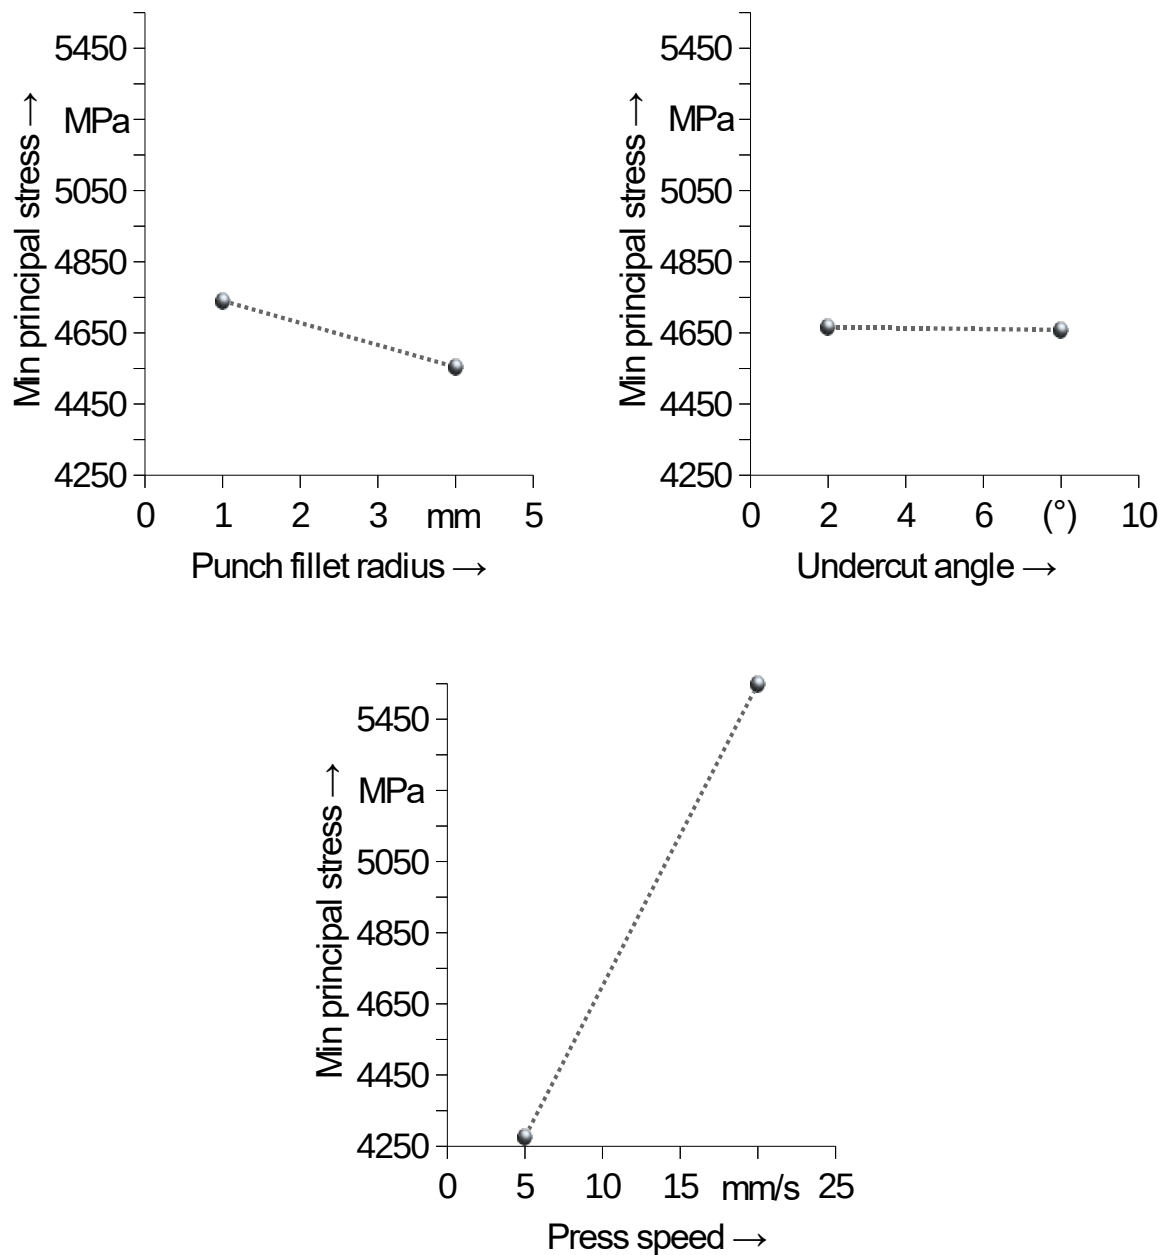 5450
MPa
5050
4850
4650
4450
4250
Min principal stress →
0 1 2 3 mm 5
Punch fillet radius →
5450
MPa
5050
4850
4650
4450
4250
Min principal stress →
0 2 4 6 (°) 10
Undercut angle →
5450
MPa
5050
4850
4650
4450
4250
Min principal stress →
0 5 10 15 mm/s 25
Press speed →